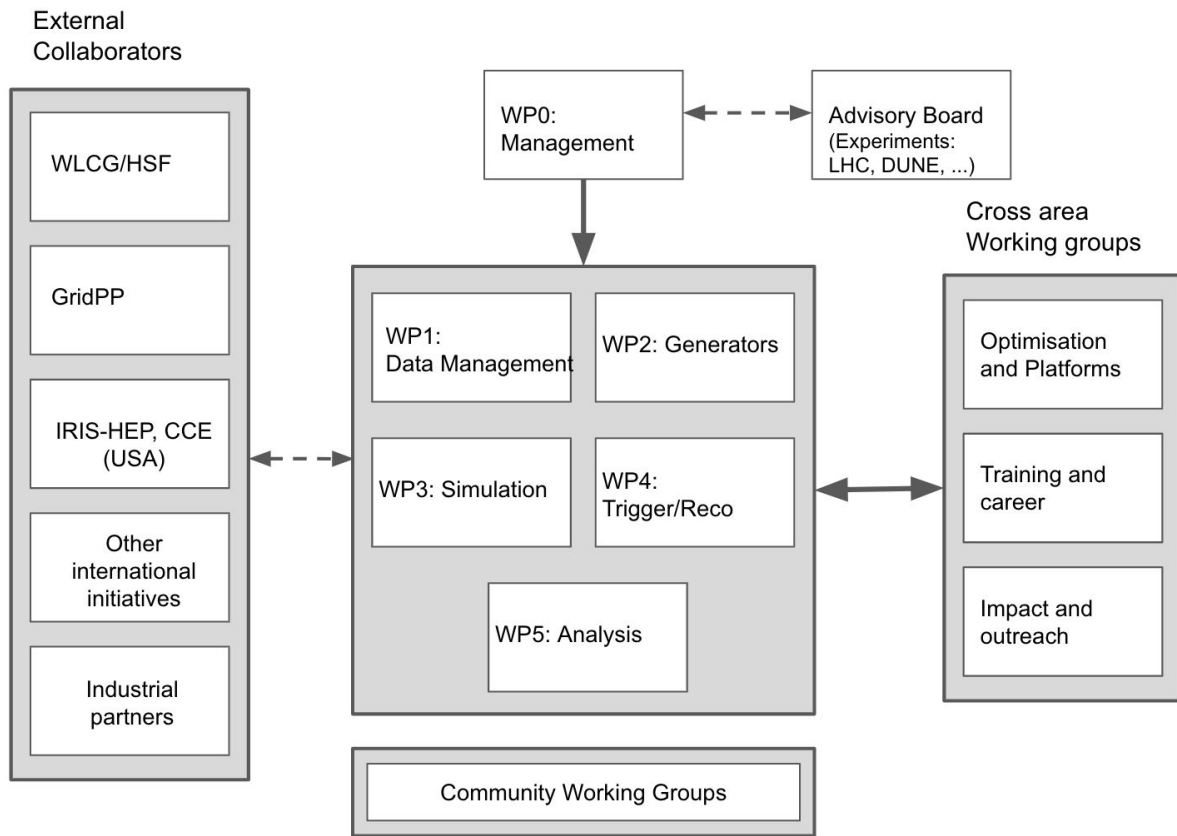 External
Collaborators
WLCG/HSF
GridPP
IRIS-HEP, CCE
(USA)
Other
international
initiatives
Industrial
partners
WP0:
Management
Advisory Board
(Experiments:
LHC, DUNE, ...)
WP1:
Data Management
WP2: Generators
WP3: Simulation
WP4:
Trigger/Reco
WP5: Analysis
Community Working Groups
Cross area
Working groups
Optimisation
and Platforms
Training and
career
Impact and
outreach